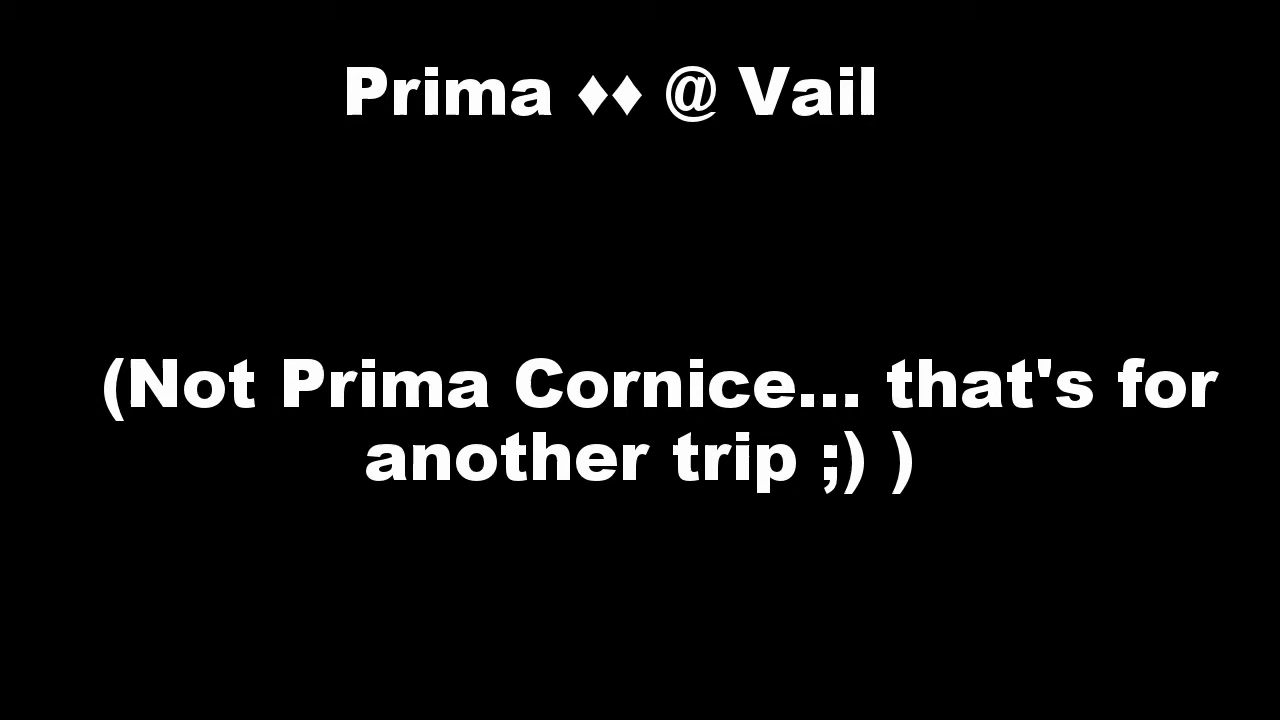 Prima ♦♦ @ Vail
(Not Prima Cornice... that's for
another trip ;) )